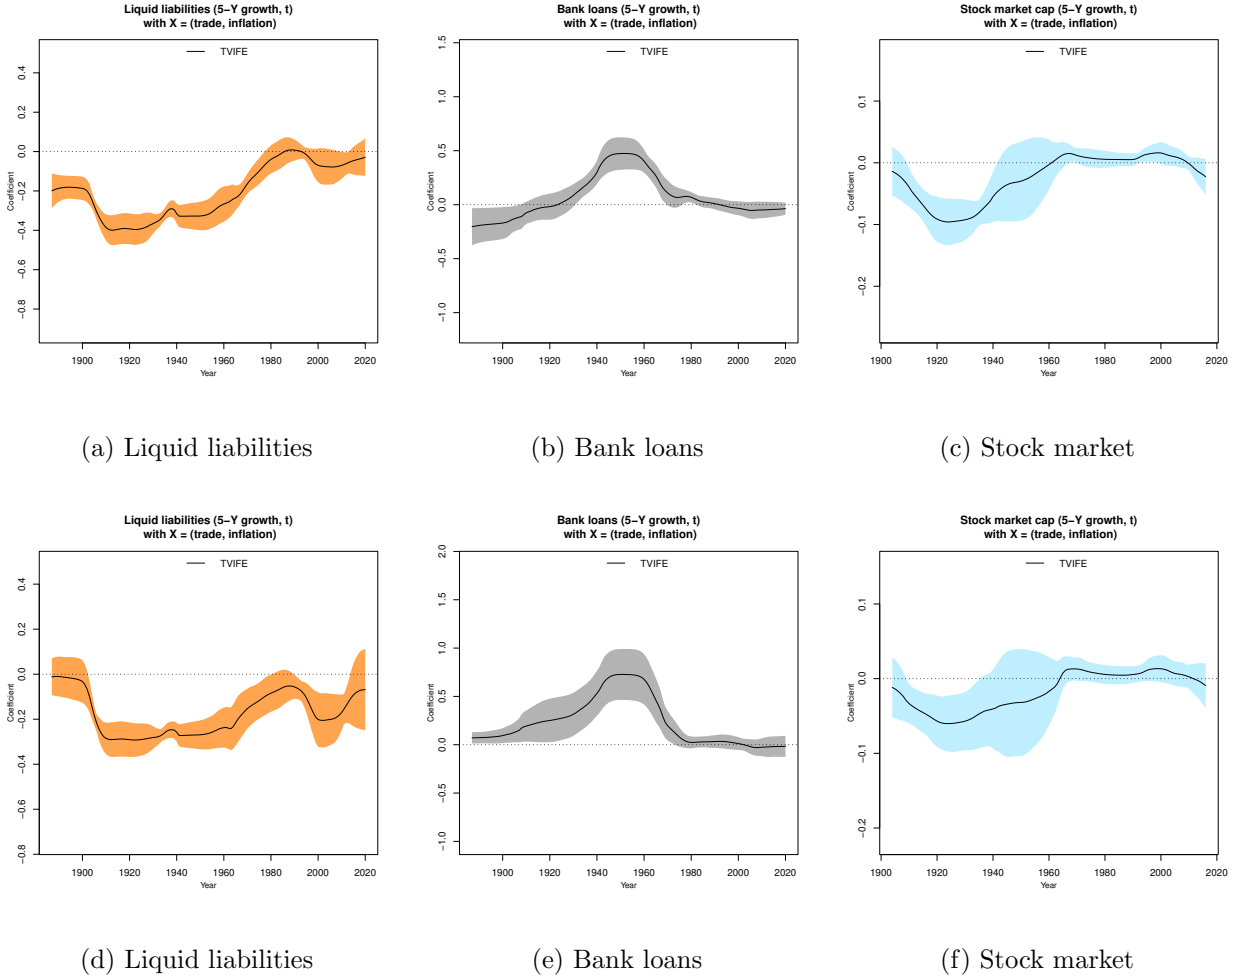 Liquid liabilities (5−Y growth, t)
with X = (trade, inflation)
TVIFE
0.4
0.2
0.0
−0.2
−0.4
−0.6
−0.8
Coefficient
1900
1920
1940
1960
1980
2000
2020
Year
(a) Liquid liabilities
Bank loans (5−Y growth, t)
with X = (trade, inflation)
TVIFE
1.5
1.0
0.5
0.0
−0.5
−1.0
Coefficient
1900
1920
1940
1960
1980
2000
2020
Year
(b) Bank loans
Stock market cap (5−Y growth, t)
with X = (trade, inflation)
TVIFE
0.1
0.0
−0.1
−0.2
Coefficient
1900
1920
1940
1960
1980
2000
2020
Year
(c) Stock market
Liquid liabilities (5−Y growth, t)
with X = (trade, inflation)
TVIFE
0.4
0.2
0.0
−0.2
−0.4
−0.6
−0.8
Coefficient
1900
1920
1940
1960
1980
2000
2020
Year
(d) Liquid liabilities
Bank loans (5−Y growth, t)
with X = (trade, inflation)
TVIFE
2.0
1.5
1.0
0.5
0.0
−0.5
−1.0
Coefficient
1900
1920
1940
1960
1980
2000
2020
Year
(e) Bank loans
Stock market cap (5−Y growth, t)
with X = (trade, inflation)
TVIFE
0.1
0.0
−0.1
−0.2
Coefficient
1900
1920
1940
1960
1980
2000
2020
Year
(f) Stock market